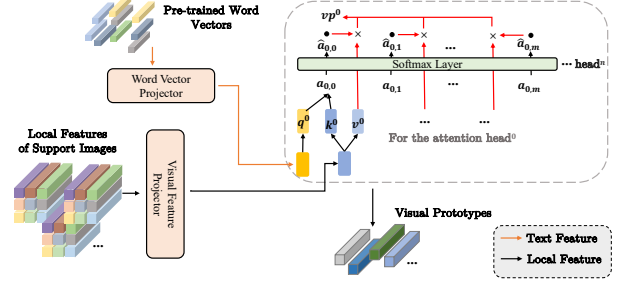 Pre-trained Word
Vectors
Word Vector
Projector
Local Features
of Support Images
Visual Feature
Projector
vp⁰
â₀,₀
â₀,₁
...
â₀,ₘ
Softmax Layer
... headⁿ
a₀,₀
a₀,₁
...
a₀,ₘ
q⁰
k⁰
v⁰
...
...
For the attention head⁰
...
Visual Prototypes
...
Text Feature
Local Feature